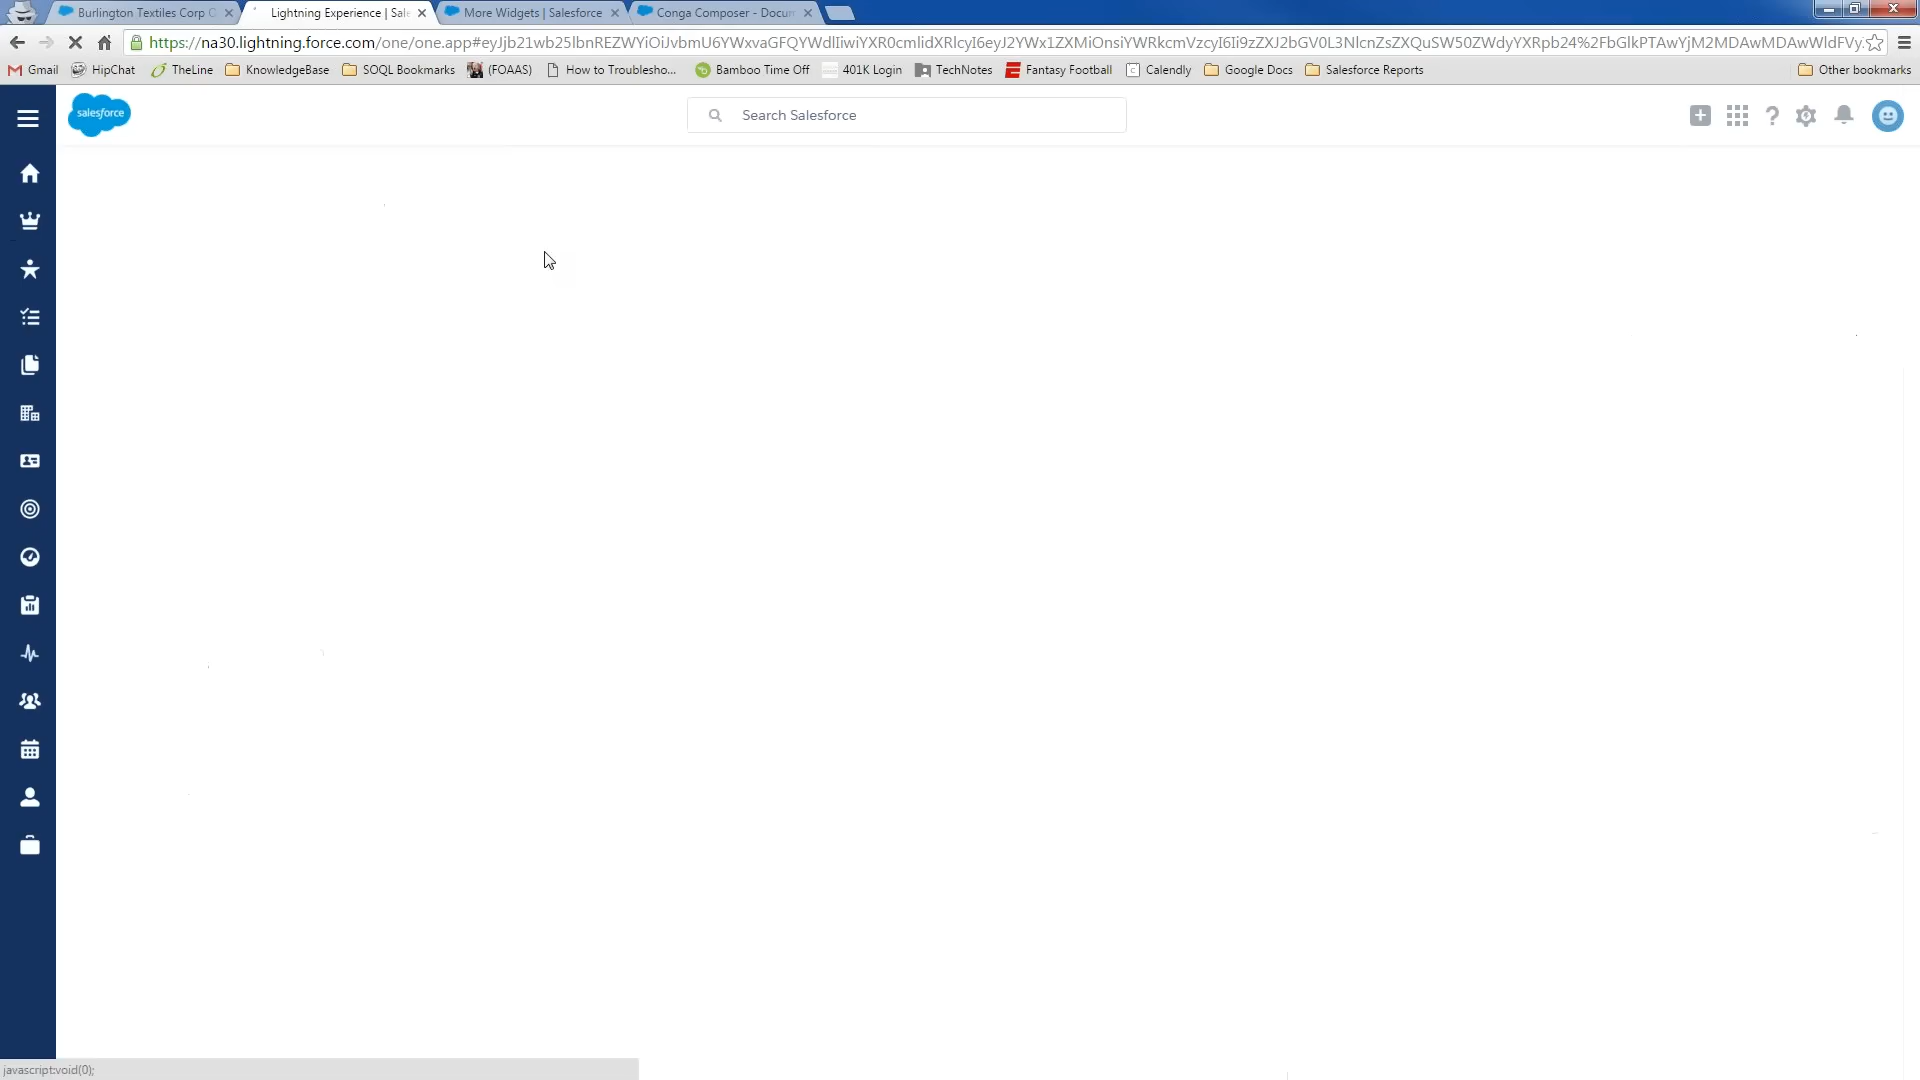 Burlington Textiles Corp O
Lightning Experience | Sale
More Widgets | Salesforce
Conga Composer - Docum
https://na30.lightning.force.com/one/one.app#eyJjb21wb25lbnREZWYiOiJvbmU6YWxvaGFQYWdlIiwiYXR0cmlidXRlcyI6eyJ2YWx1ZXMiOnsiYWRkcmVzcyI6Ii9zZXJ2bGV0L3NlcnZsZXQuSW50ZWdyYXRpb24%2FbGlkPTAwYjM2MDAwMDAwWldFVy
Gmail
HipChat
TheLine
KnowledgeBase
SOQL Bookmarks
(FOAAS)
How to Troublesho...
Bamboo Time Off
401K Login
TechNotes
Fantasy Football
Calendly
Google Docs
Salesforce Reports
Other bookmarks
salesforce
Search Salesforce
javascript:void(0);